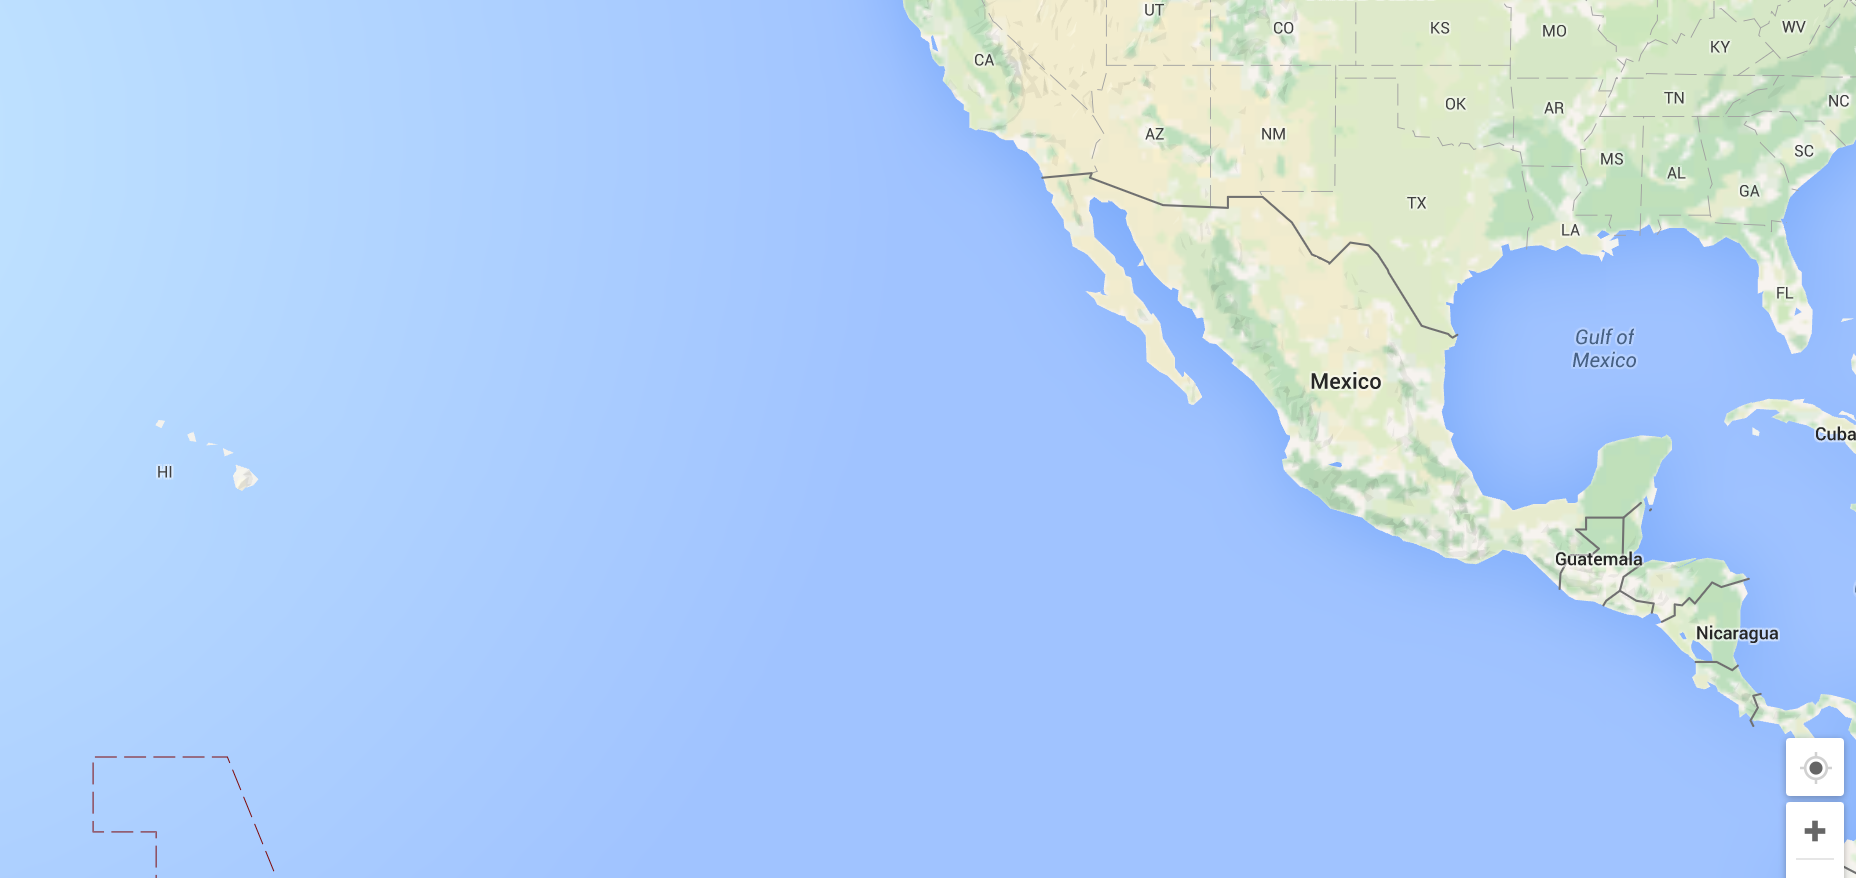 UT
CO
KS
MO
KY
WV
CA
OK
AR
TN
NC
AZ
NM
MS
AL
SC
GA
TX
LA
FL
Gulf of
Mexico
Mexico
Cuba
HI
Guatemala
Nicaragua